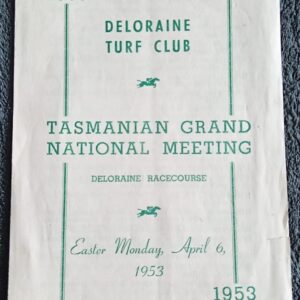 DELORAINE
TURF CLUB
TASMANIAN GRAND
NATIONAL MEETING
DELORAINE RACECOURSE
Easter Monday, April 6,
1953
1953